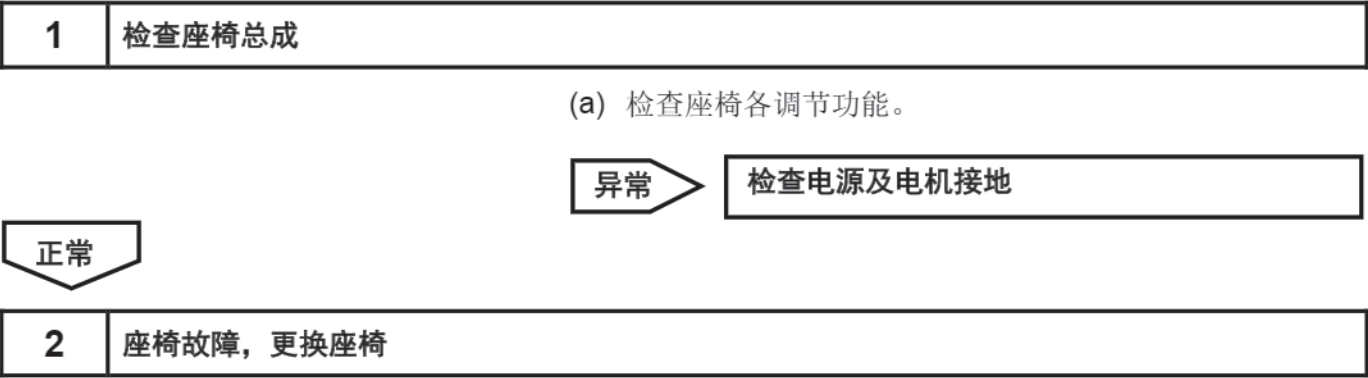 1 检查座椅总成
(a) 检查座椅各调节功能。
异常 检查电源及电机接地
正常
2 座椅故障，更换座椅